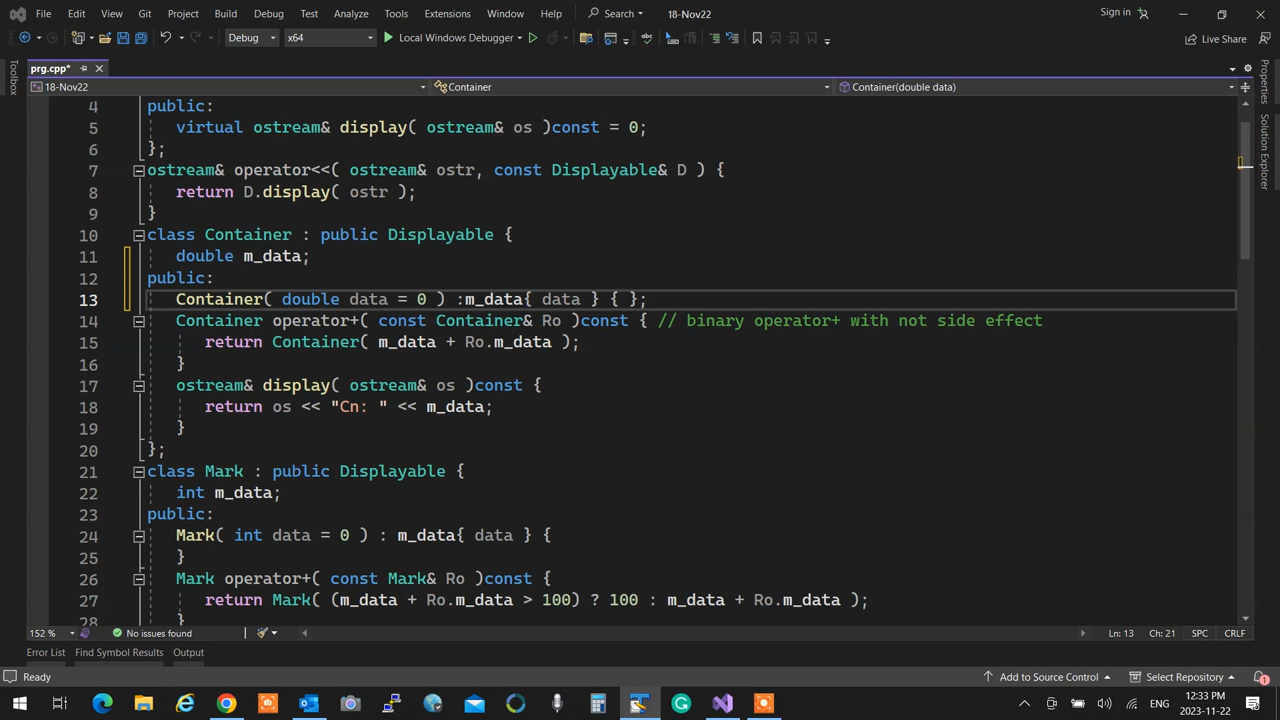 File Edit View Git Project Build Debug Test Analyze Tools Extensions Window Help Search 18-Nov22 Sign in
Debug x64 Local Windows Debugger Live Share
prg.cpp*
18-Nov22 Container Container(double data)
Toolbox
Properties
Solution Explorer
4 public:
5 virtual ostream& display( ostream& os )const = 0;
6 };
7 ostream& operator<<( ostream& ostr, const Displayable& D ) {
8 return D.display( ostr );
9 }
10 class Container : public Displayable {
11 double m_data;
12 public:
13 Container( double data = 0 ) :m_data{ data } { };
14 Container operator+( const Container& Ro )const { // binary operator+ with not side effect
15 return Container( m_data + Ro.m_data );
16 }
17 ostream& display( ostream& os )const {
18 return os << "Cn: " << m_data;
19 }
20 };
21 class Mark : public Displayable {
22 int m_data;
23 public:
24 Mark( int data = 0 ) : m_data{ data } {
25 }
26 Mark operator+( const Mark& Ro )const {
27 return Mark( (m_data + Ro.m_data > 100) ? 100 : m_data + Ro.m_data );
28 }
152 % No issues found Ln: 13 Ch: 21 SPC CRLF
Error List Find Symbol Results Output
Ready Add to Source Control Select Repository 1
ENG 12:33 PM
2023-11-22